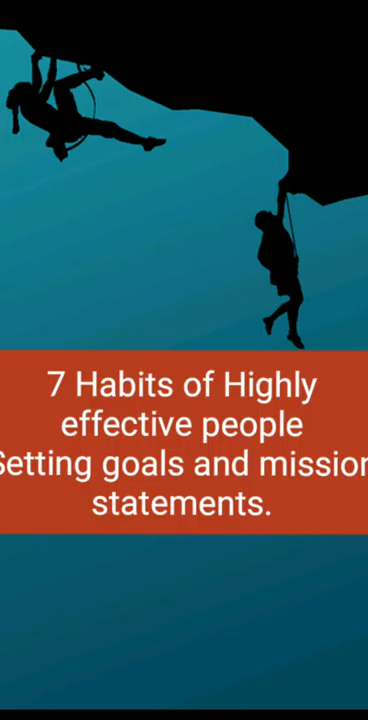 7 Habits of Highly
effective people
Setting goals and mission
statements.